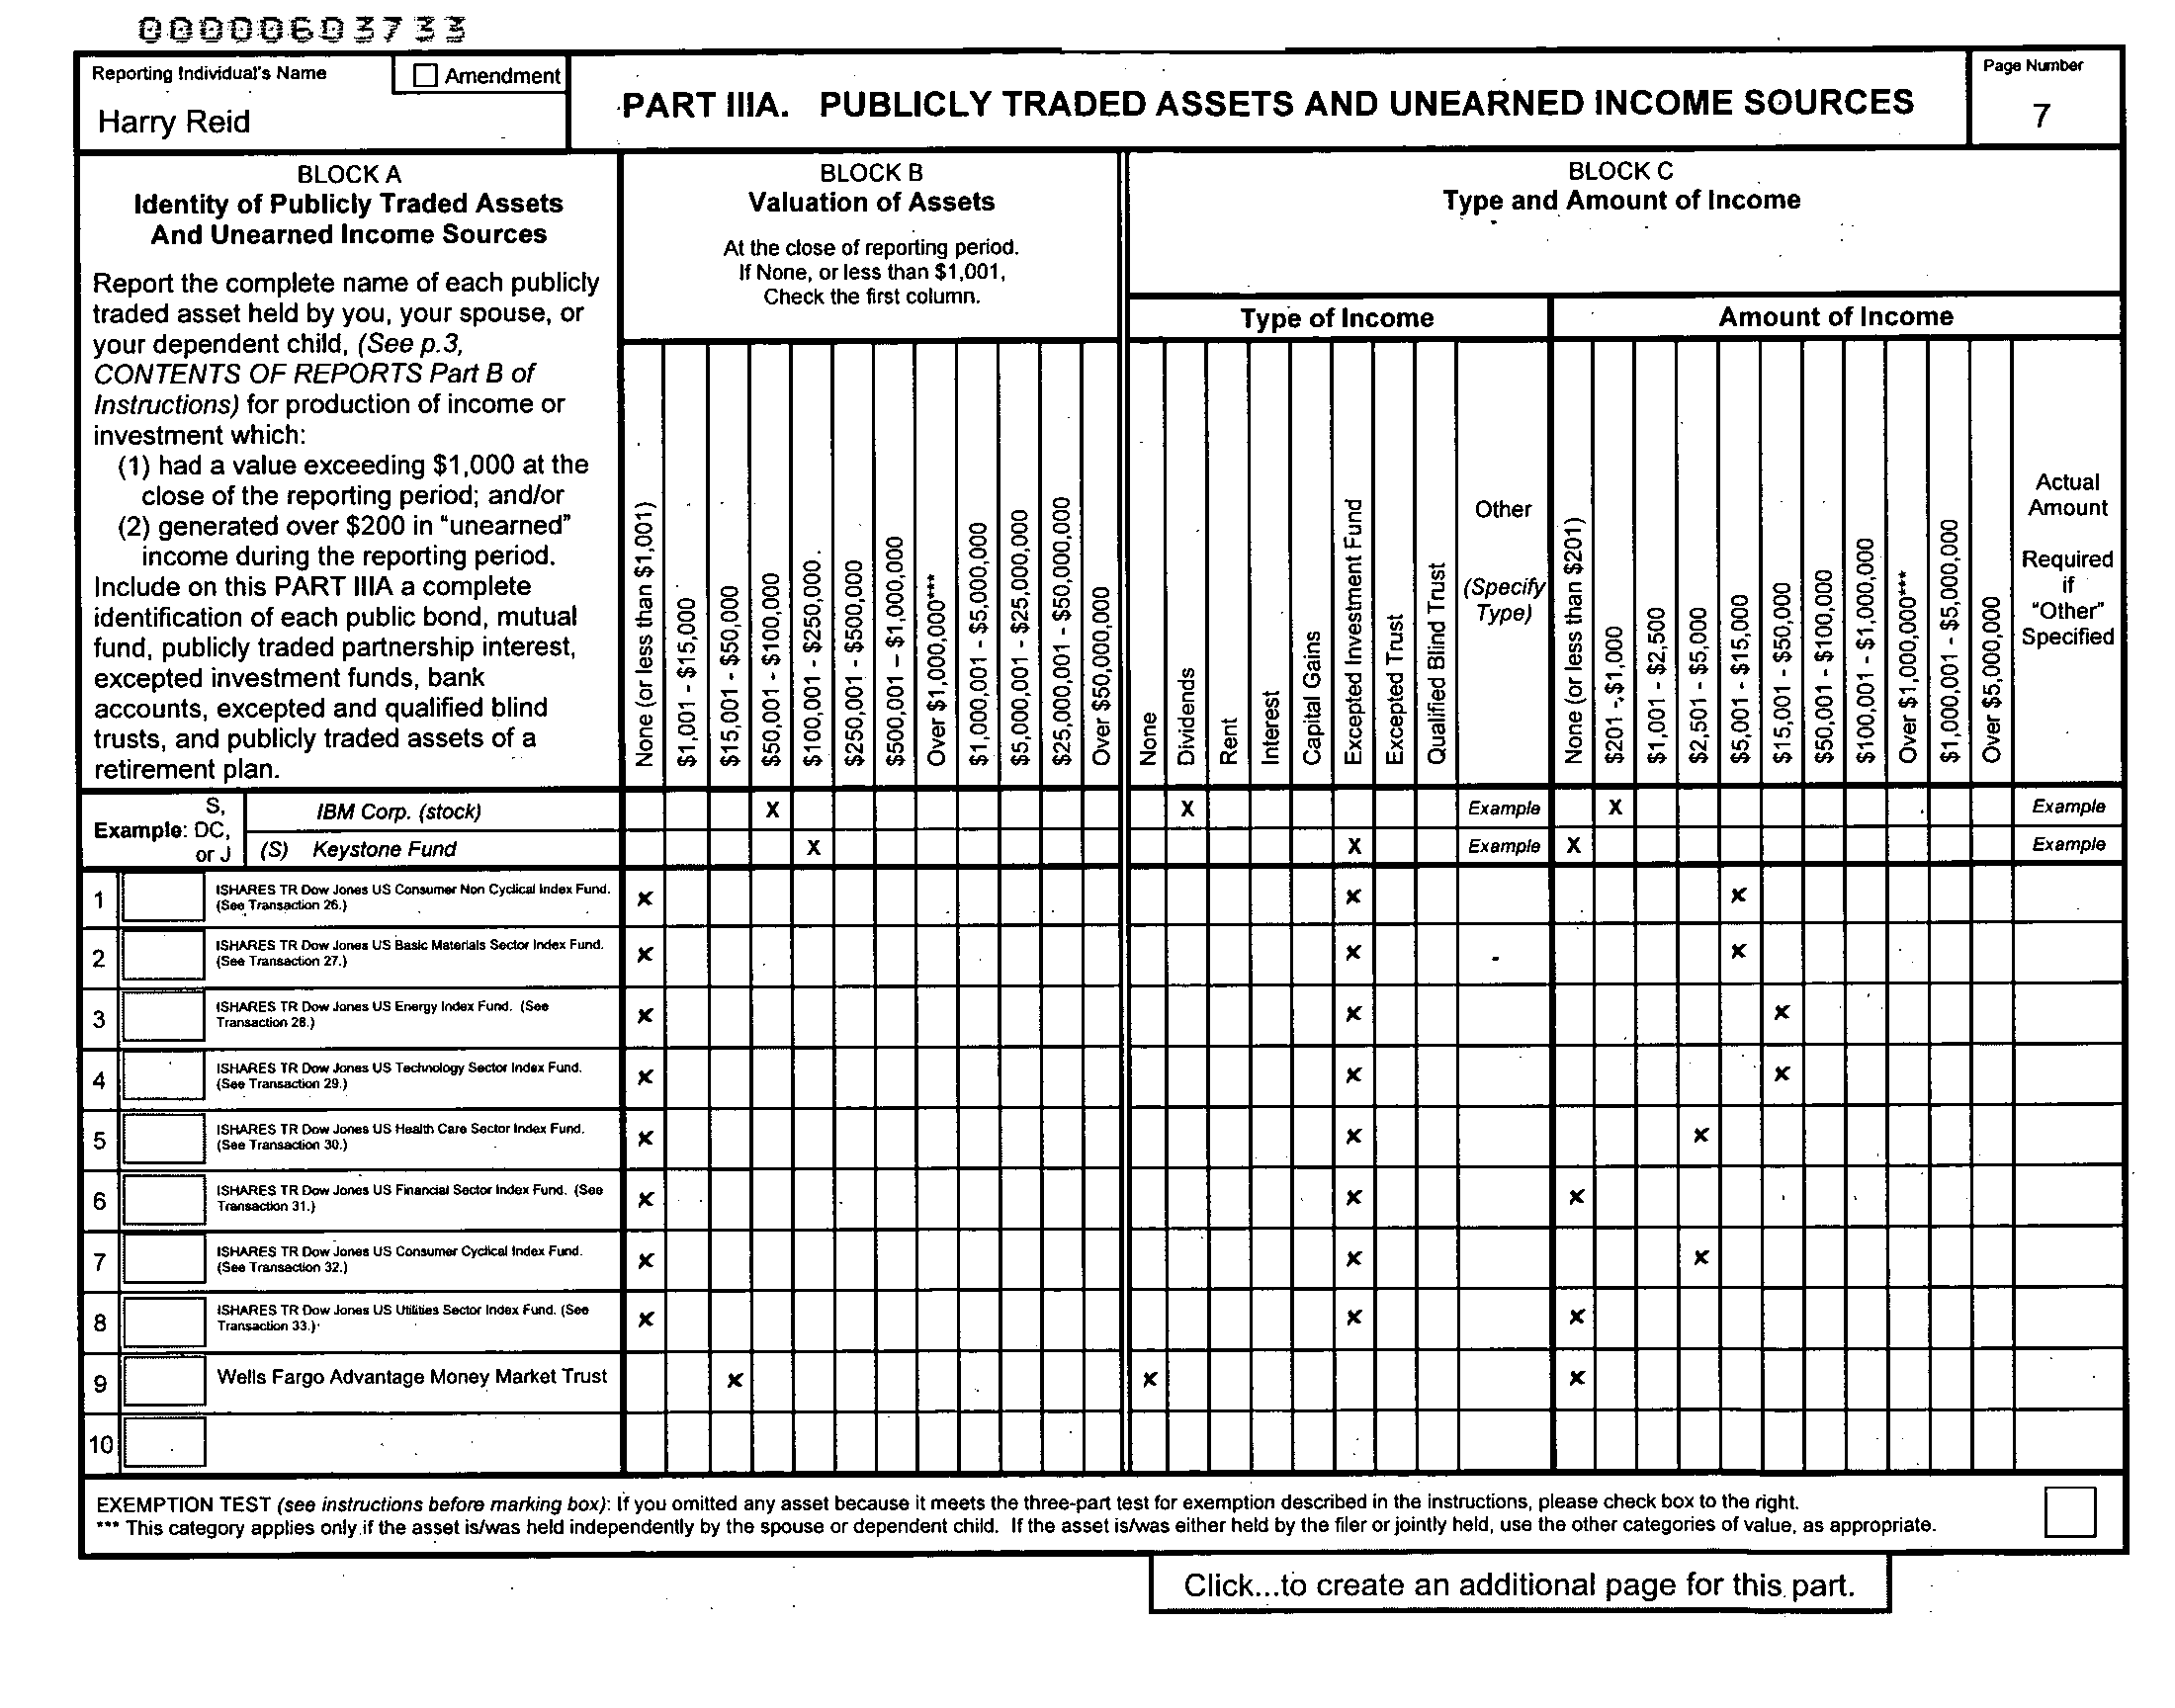 00000603733
Reporting Individual's Name
Amendment
Harry Reid
PART IIIA. PUBLICLY TRADED ASSETS AND UNEARNED INCOME SOURCES
Page Number
7
BLOCK A
Identity of Publicly Traded Assets
And Unearned Income Sources
Report the complete name of each publicly
traded asset held by you, your spouse, or
your dependent child, (See p.3,
CONTENTS OF REPORTS Part B of
Instructions) for production of income or
investment which:
(1) had a value exceeding $1,000 at the
close of the reporting period; and/or
(2) generated over $200 in "unearned"
income during the reporting period.
Include on this PART IIIA a complete
identification of each public bond, mutual
fund, publicly traded partnership interest,
excepted investment funds, bank
accounts, excepted and qualified blind
trusts, and publicly traded assets of a
retirement plan.
BLOCK B
Valuation of Assets
At the close of reporting period.
If None, or less than $1,001,
Check the first column.
None (or less than $1,001)
$1,001 - $15,000
$15,001 - $50,000
$50,001 - $100,000
$100,001 - $250,000
$250,001 - $500,000
$500,001 – $1,000,000
Over $1,000,000***
$1,000,001 - $5,000,000
$5,000,001 - $25,000,000
$25,000,001 - $50,000,000
Over $50,000,000
BLOCK C
Type and Amount of Income
Type of Income
None
Dividends
Rent
Interest
Capital Gains
Excepted Investment Fund
Excepted Trust
Qualified Blind Trust
Other
(Specify
Type)
Amount of Income
None (or less than $201)
$201 - $1,000
$1,001 - $2,500
$2,501 - $5,000
$5,001 - $15,000
$15,001 - $50,000
$50,001 - $100,000
$100,001 - $1,000,000
Over $1,000,000***
$1,000,001 - $5,000,000
Over $5,000,000
Actual
Amount
Required
if
"Other"
Specified
Example: S, DC, or J
IBM Corp. (stock) X X Example X Example
(S) Keystone Fund X X Example X Example
1 ISHARES TR Dow Jones US Consumer Non Cyclical Index Fund. x x x
(See Transaction 26.)
2 ISHARES TR Dow Jones US Basic Materials Sector Index Fund. x x x
(See Transaction 27.)
3 ISHARES TR Dow Jones US Energy Index Fund. (See x x x
Transaction 28.)
4 ISHARES TR Dow Jones US Technology Sector Index Fund. x x x
(See Transaction 29.)
5 ISHARES TR Dow Jones US Health Care Sector Index Fund. x x x
(See Transaction 30.)
6 ISHARES TR Dow Jones US Financial Sector Index Fund. (See x x x
Transaction 31.)
7 ISHARES TR Dow Jones US Consumer Cyclical Index Fund. x x x
(See Transaction 32.)
8 ISHARES TR Dow Jones US Utilities Sector Index Fund. (See x x x
Transaction 33.)
9 Wells Fargo Advantage Money Market Trust x x x
10
EXEMPTION TEST (see instructions before marking box): If you omitted any asset because it meets the three-part test for exemption described in the instructions, please check box to the right.
*** This category applies only if the asset is/was held independently by the spouse or dependent child. If the asset is/was either held by the filer or jointly held, use the other categories of value, as appropriate.
Click...to create an additional page for this part.